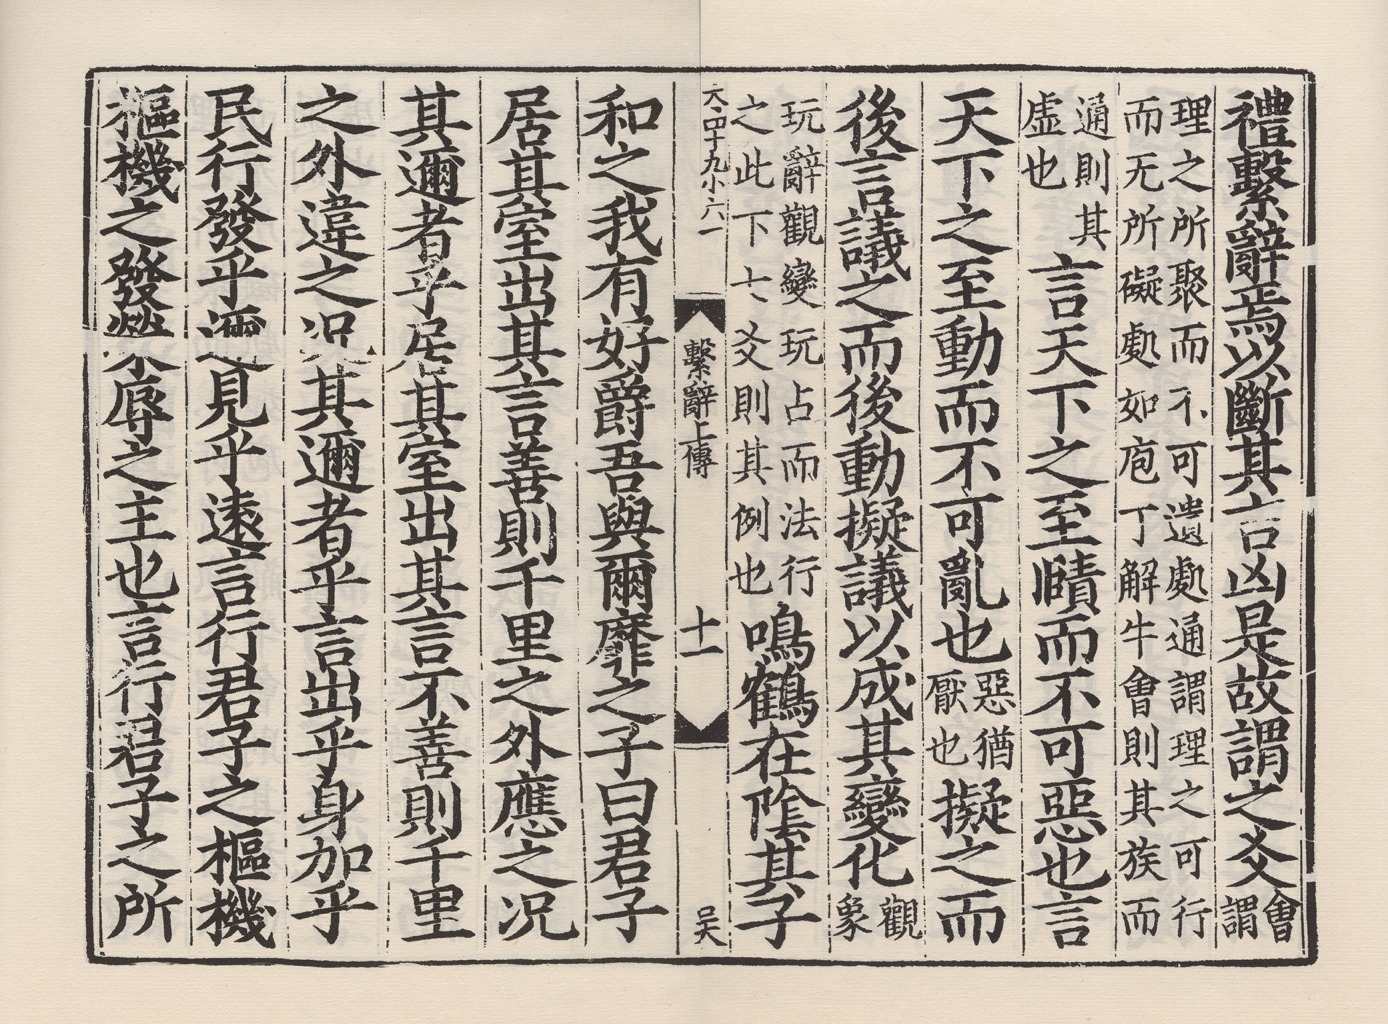 禮繫辭焉以斷其吉凶是故謂之爻會謂
理之所聚而不可遺處通謂理之可行
而无所礙處如庖丁解牛會則其族而
通則其虛也言天下之至賾而不可惡也言
天下之至動而不可亂也惡猶厭也擬之而
後言議之而後動擬議以成其變化觀象
玩辭觀變玩占而法行之此下七爻則其例也鳴鶴在陰其子
大四十九小六一 繫辭上傳 十一 吴
和之我有好爵吾與爾靡之子曰君子
居其室出其言善則千里之外應之况
其邇者乎居其室出其言不善則千里
之外違之况其邇者乎言出乎身加乎
民行發乎邇見乎遠言行君子之樞機
樞機之發榮辱之主也言行君子之所